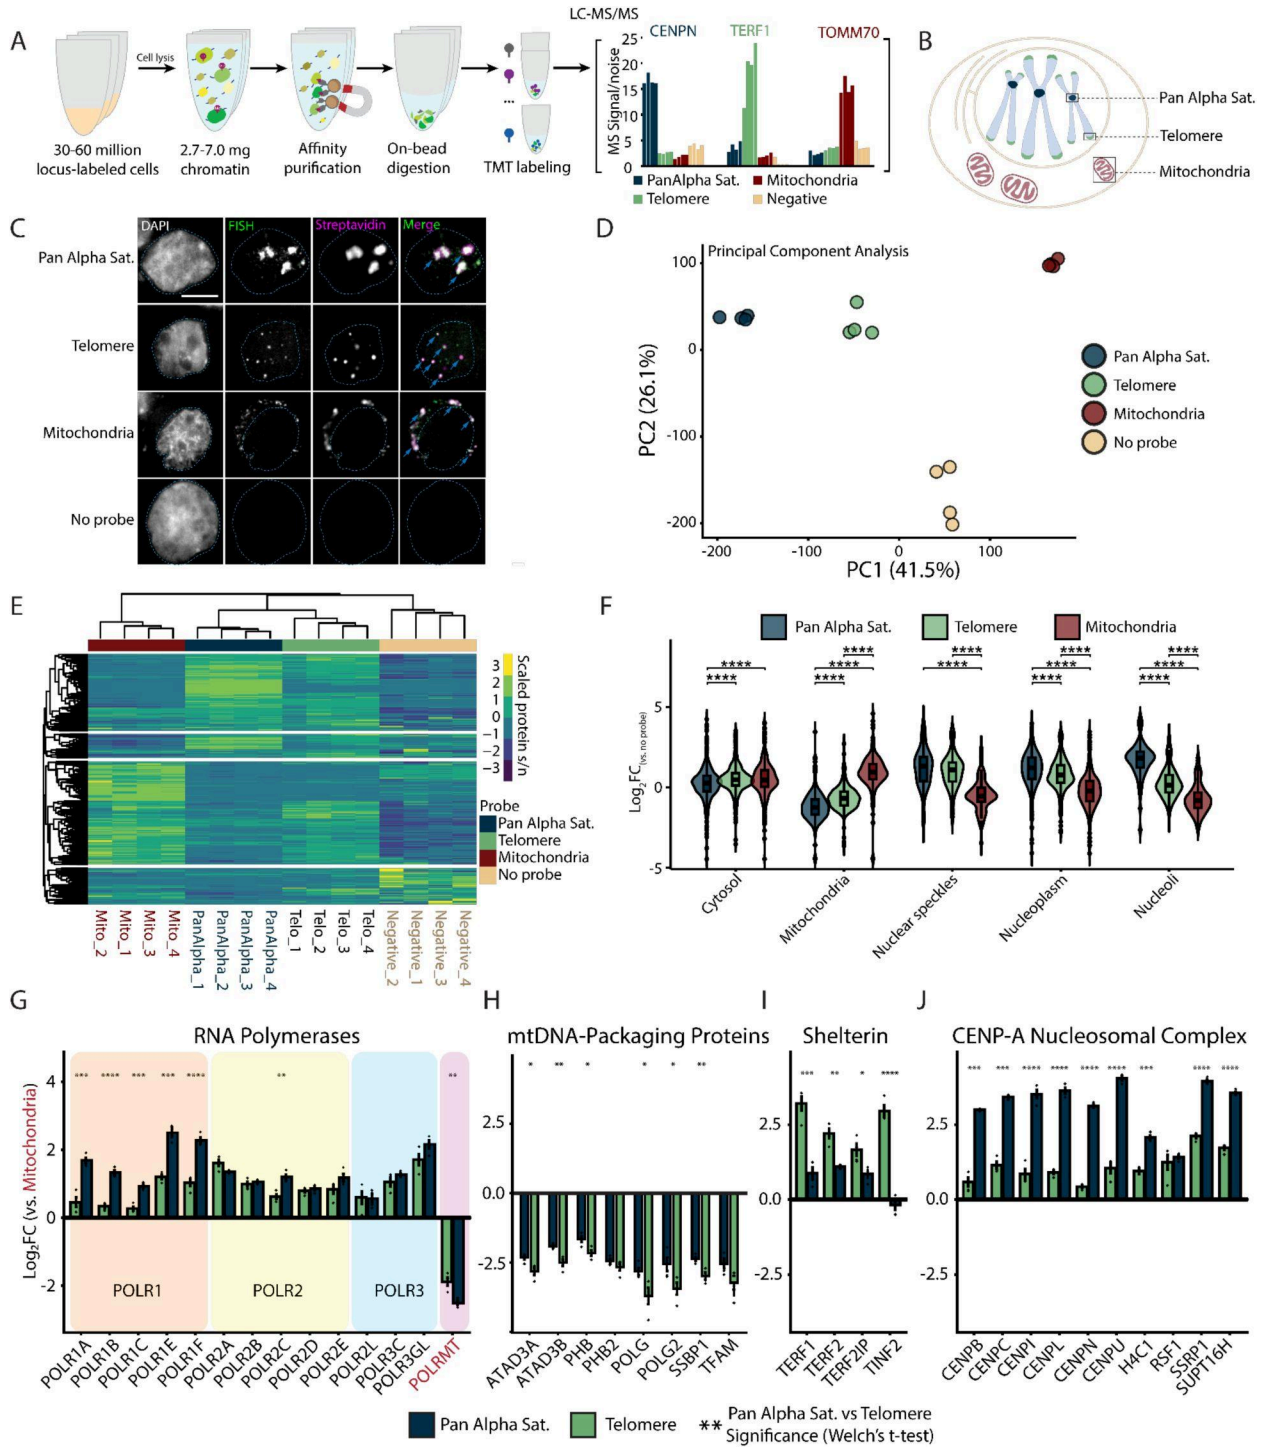 A
Cell lysis
30-60 million
locus-labeled cells
2.7-7.0 mg
chromatin
Affinity
purification
On-bead
digestion
...
TMT labeling
LC-MS/MS
MS Signal/noise
25
20
15
10
5
0
CENPN
TERF1
TOMM70
PanAlpha Sat.
Mitochondria
Telomere
Negative
B
Pan Alpha Sat.
Telomere
Mitochondria
C
DAPI
FISH
Streptavidin
Merge
Pan Alpha Sat.
Telomere
Mitochondria
No probe
D
Principal Component Analysis
PC2 (26.1%)
100
0
-100
-200
-200
-100
0
100
PC1 (41.5%)
Pan Alpha Sat.
Telomere
Mitochondria
No probe
E
3
2
1
0
-1
-2
-3
Scaled protein s/n
Probe
Pan Alpha Sat.
Telomere
Mitochondria
No probe
Mito_2
Mito_1
Mito_3
Mito_4
PanAlpha_1
PanAlpha_2
PanAlpha_3
PanAlpha_4
Telo_1
Telo_2
Telo_3
Telo_4
Negative_2
Negative_1
Negative_3
Negative_4
F
Pan Alpha Sat.
Telomere
Mitochondria
Log2FC(vs. no probe)
5
0
-5
****
****
****
****
****
****
****
****
****
****
****
****
****
Cytosol
Mitochondria
Nuclear speckles
Nucleoplasm
Nucleoli
G
RNA Polymerases
Log2FC (vs. Mitochondria)
4
2
0
-2
*** **** *** *** **** ** **
POLR1
POLR2
POLR3
POLR1A
POLR1B
POLR1C
POLR1E
POLR1F
POLR2A
POLR2B
POLR2C
POLR2D
POLR2E
POLR2L
POLR3C
POLR3GL
POLRMT
H
mtDNA-Packaging Proteins
2.5
0.0
-2.5
* ** * * * **
ATAD3A
ATAD3B
PHB
PHB2
POLG
POLG2
SSBP1
TFAM
I
Shelterin
2.5
0.0
-2.5
*** ** * ****
TERF1
TERF2
TERF2IP
TINF2
J
CENP-A Nucleosomal Complex
2.5
0.0
-2.5
*** *** **** **** **** **** *** **** ****
CENPB
CENPC
CENPI
CENPL
CENPN
CENPU
H4C1
RSF1
SSRP1
SUPT16H
Pan Alpha Sat.
Telomere
** Pan Alpha Sat. vs Telomere
Significance (Welch's t-test)